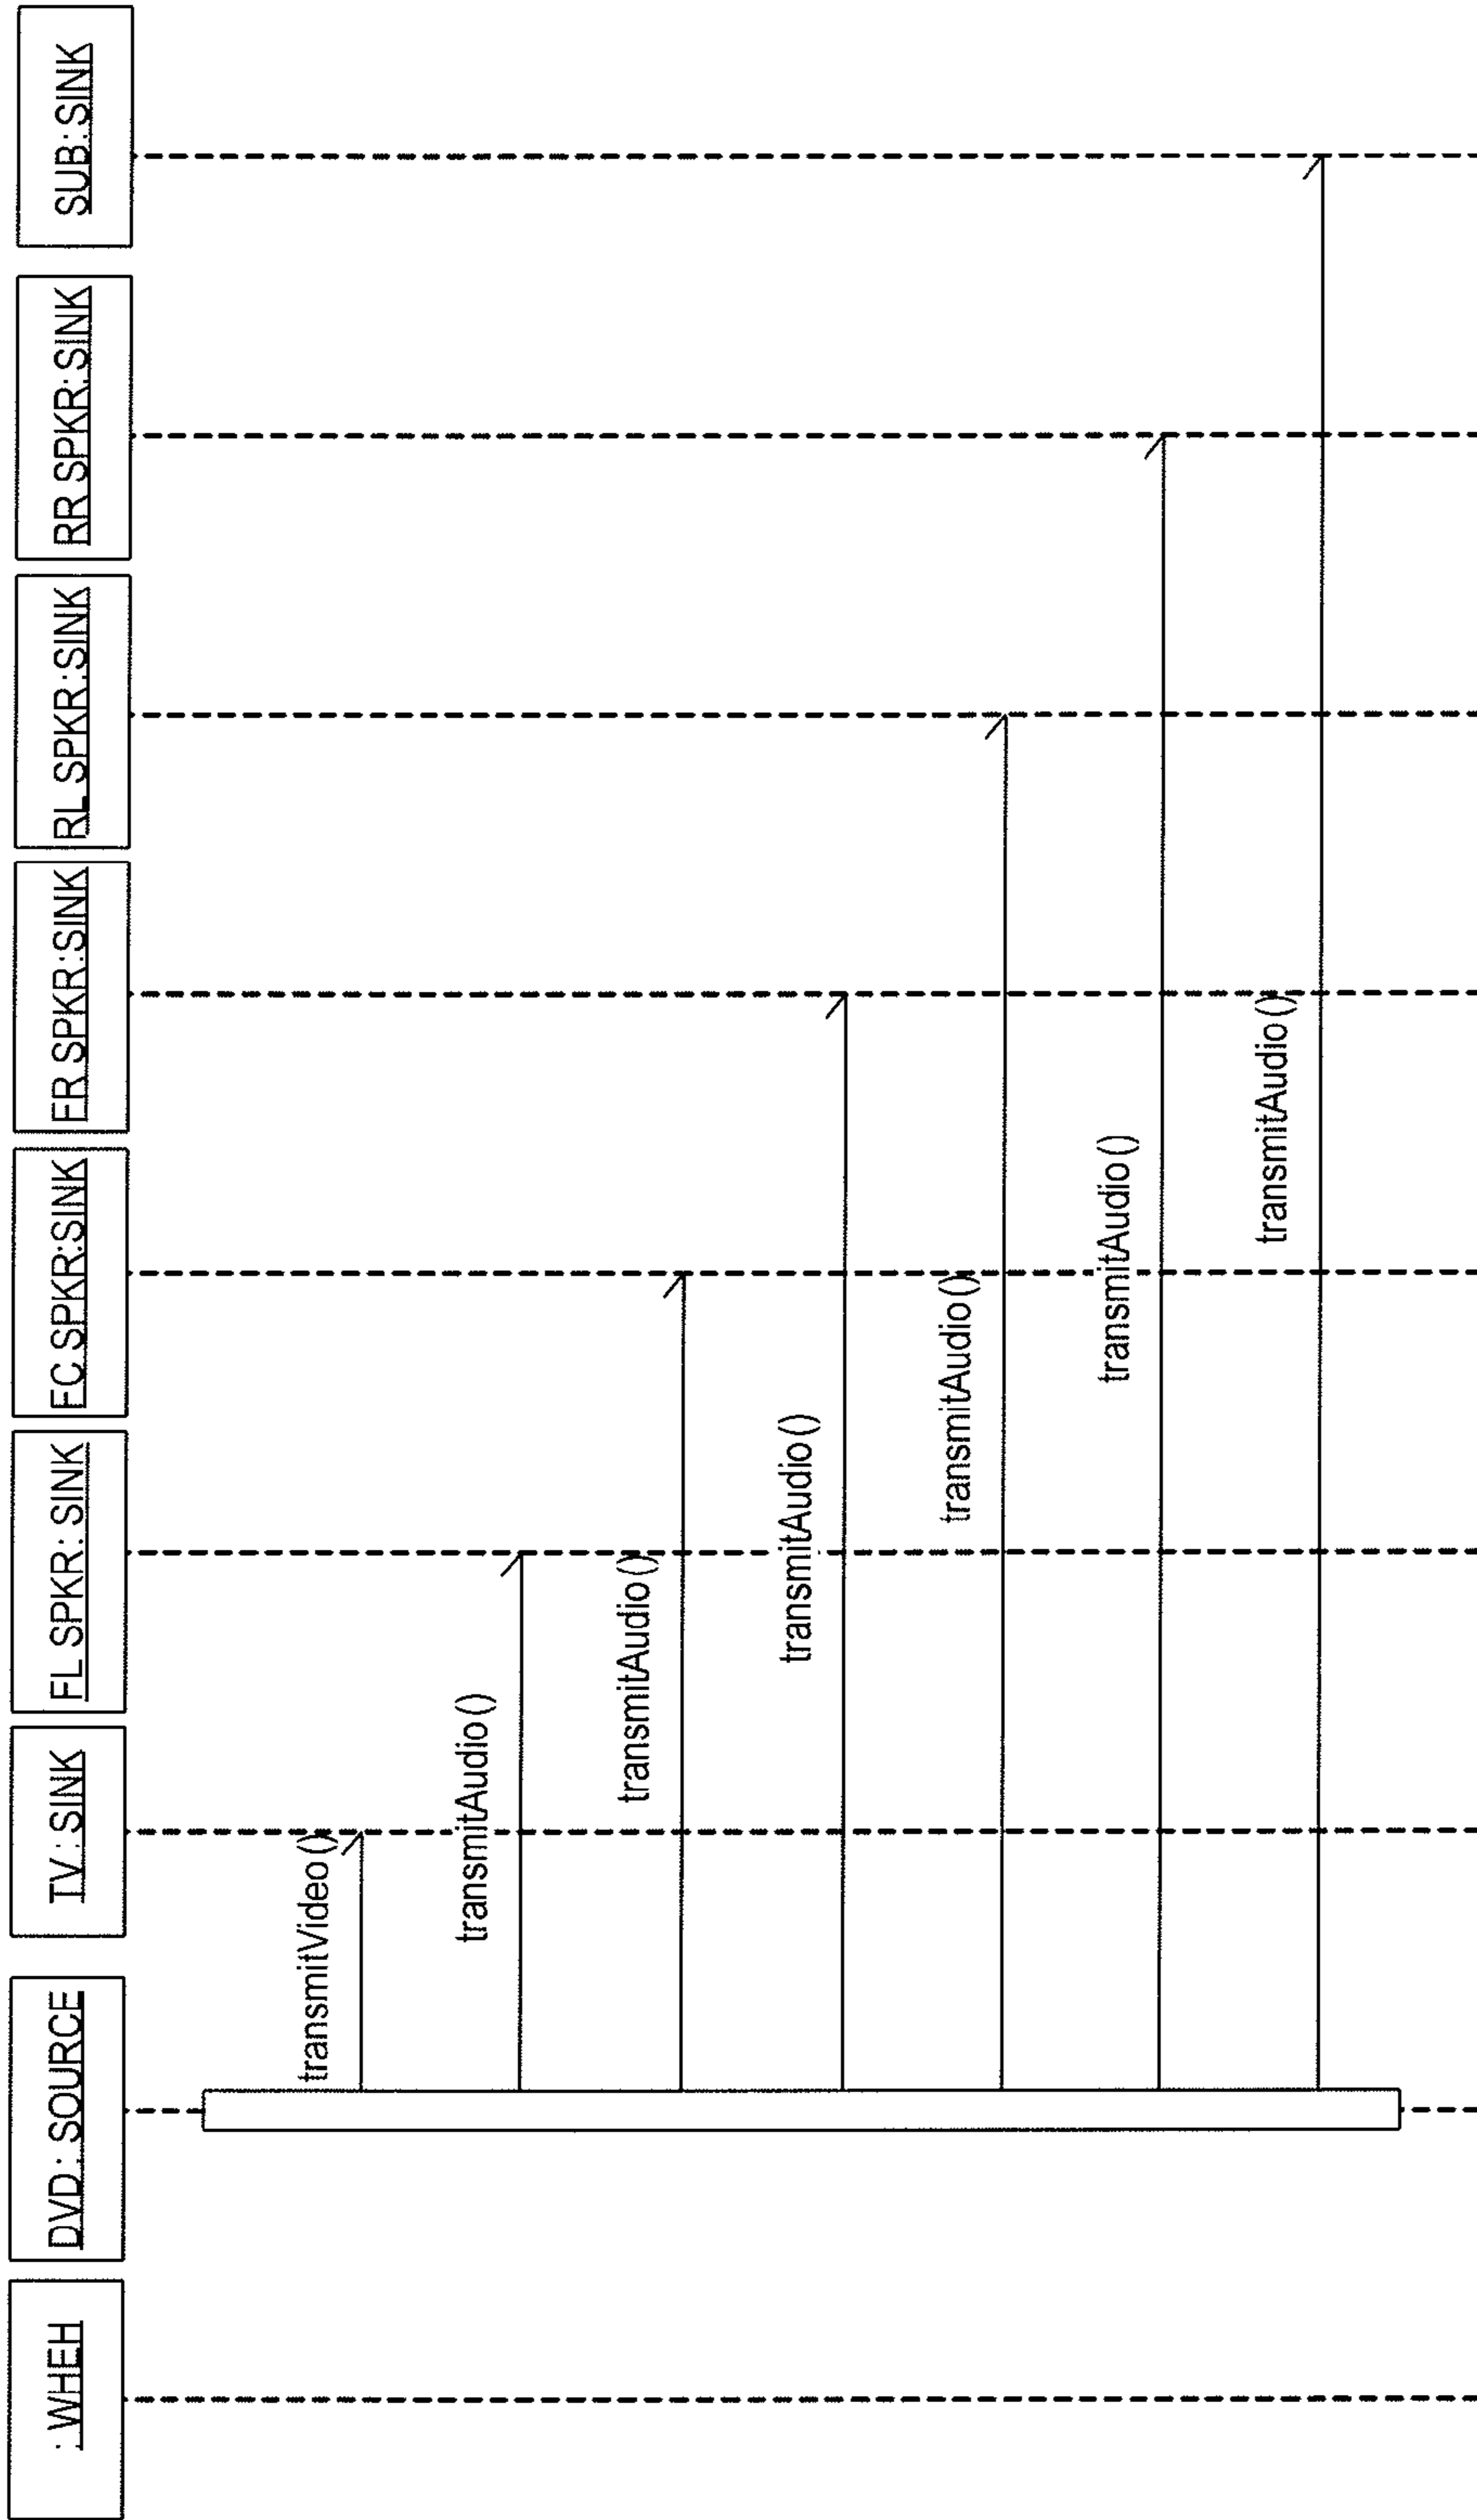 : WHEH
DVD : SOURCE
TV : SINK
FL SPKR : SINK
FC SPKR:SINK
FR SPKR:SINK
RL SPKR:SINK
RR SPKR:SINK
SUB:SINK
transmitVideo()
transmitAudio()
transmitAudio()
transmitAudio()
transmitAudio()
transmitAudio()
transmitAudio()